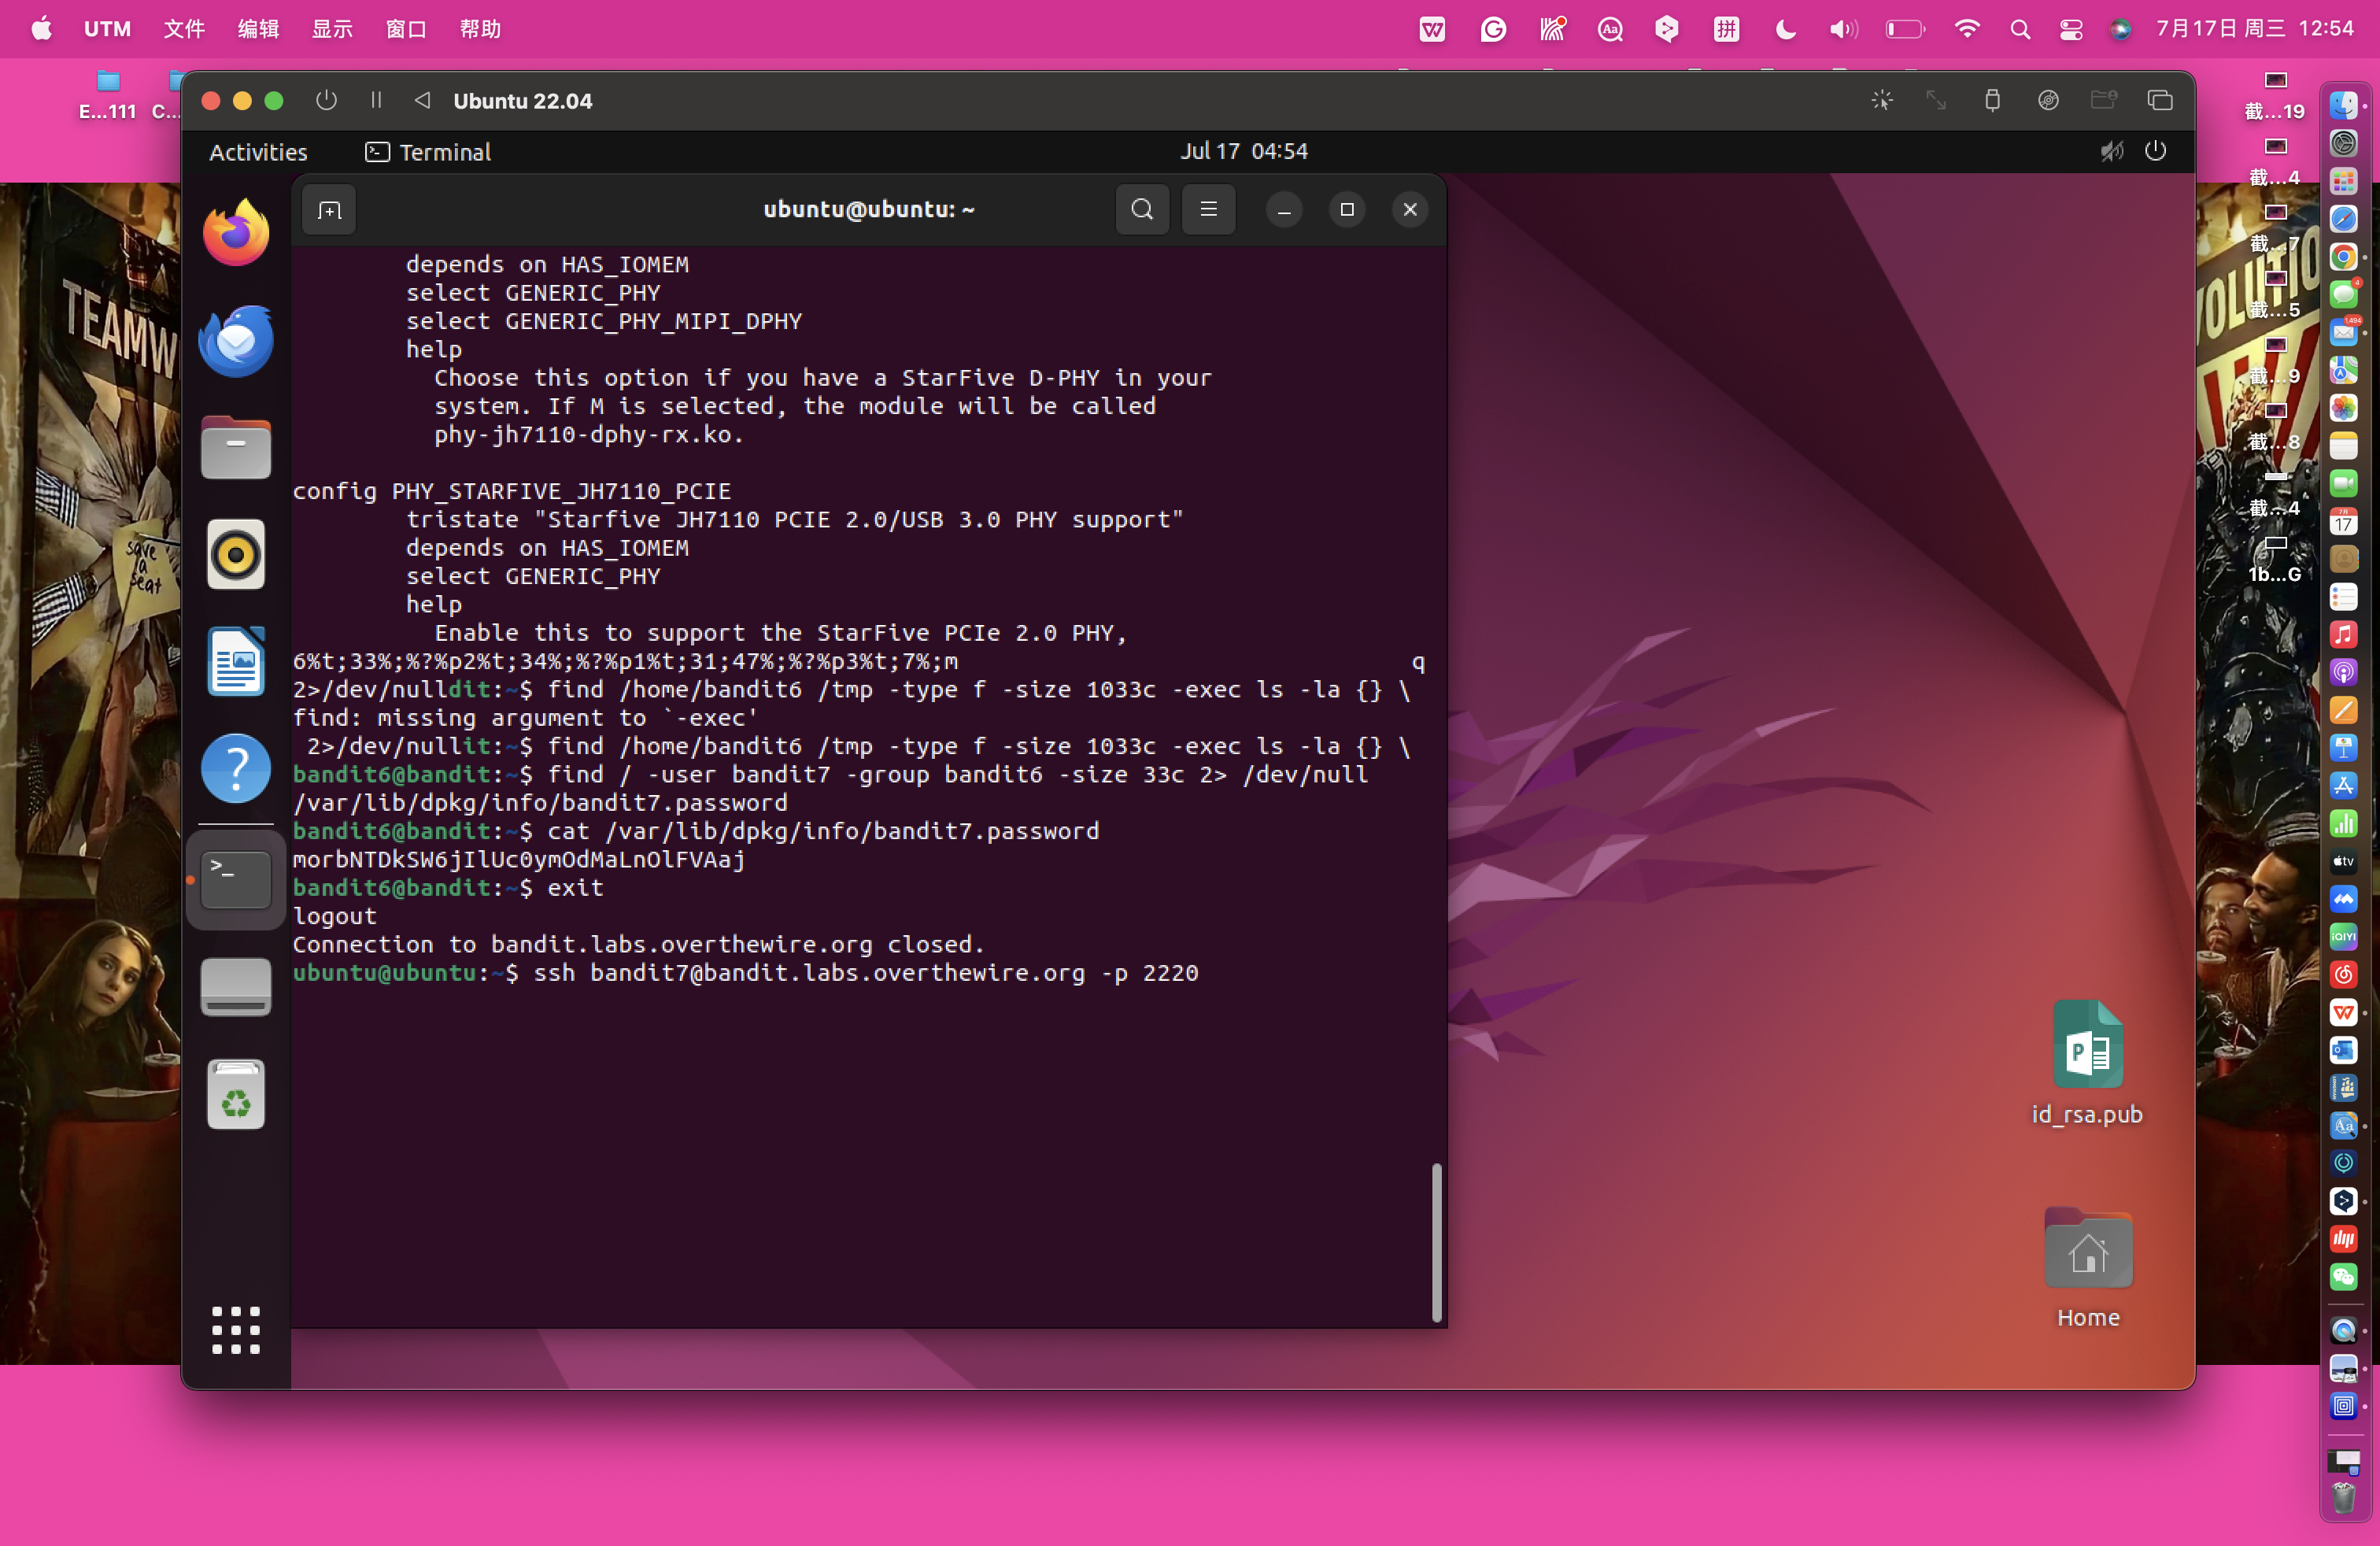 UTM 文件 编辑 显示 窗口 帮助 拼 7月17日 周三 12:54
E...111 C...
Ubuntu 22.04
截...19
Activities Terminal Jul 17 04:54
截...4
ubuntu@ubuntu: ~
截...7
depends on HAS_IOMEM
select GENERIC_PHY
select GENERIC_PHY_MIPI_DPHY
截...5
help
Choose this option if you have a StarFive D-PHY in your
截...9
system. If M is selected, the module will be called
phy-jh7110-dphy-rx.ko.
截...8
config PHY_STARFIVE_JH7110_PCIE
截...4
tristate "Starfive JH7110 PCIE 2.0/USB 3.0 PHY support"
depends on HAS_IOMEM
select GENERIC_PHY
1b...G
help
Enable this to support the StarFive PCIe 2.0 PHY,
6%t;33%;%?%p2%t;34%;%?%p1%t;31;47%;%?%p3%t;7%;m q
2>/dev/nulldit:~$ find /home/bandit6 /tmp -type f -size 1033c -exec ls -la {} \
find: missing argument to `-exec'
2>/dev/nullit:~$ find /home/bandit6 /tmp -type f -size 1033c -exec ls -la {} \
bandit6@bandit:~$ find / -user bandit7 -group bandit6 -size 33c 2> /dev/null
/var/lib/dpkg/info/bandit7.password
bandit6@bandit:~$ cat /var/lib/dpkg/info/bandit7.password
morbNTDkSW6jIlUc0ymOdMaLnOlFVAaj
bandit6@bandit:~$ exit
logout
Connection to bandit.labs.overthewire.org closed.
ubuntu@ubuntu:~$ ssh bandit7@bandit.labs.overthewire.org -p 2220
id_rsa.pub
Home
TEAMW
save
a
seat
VOLUTIO
17
tv
iQIYI